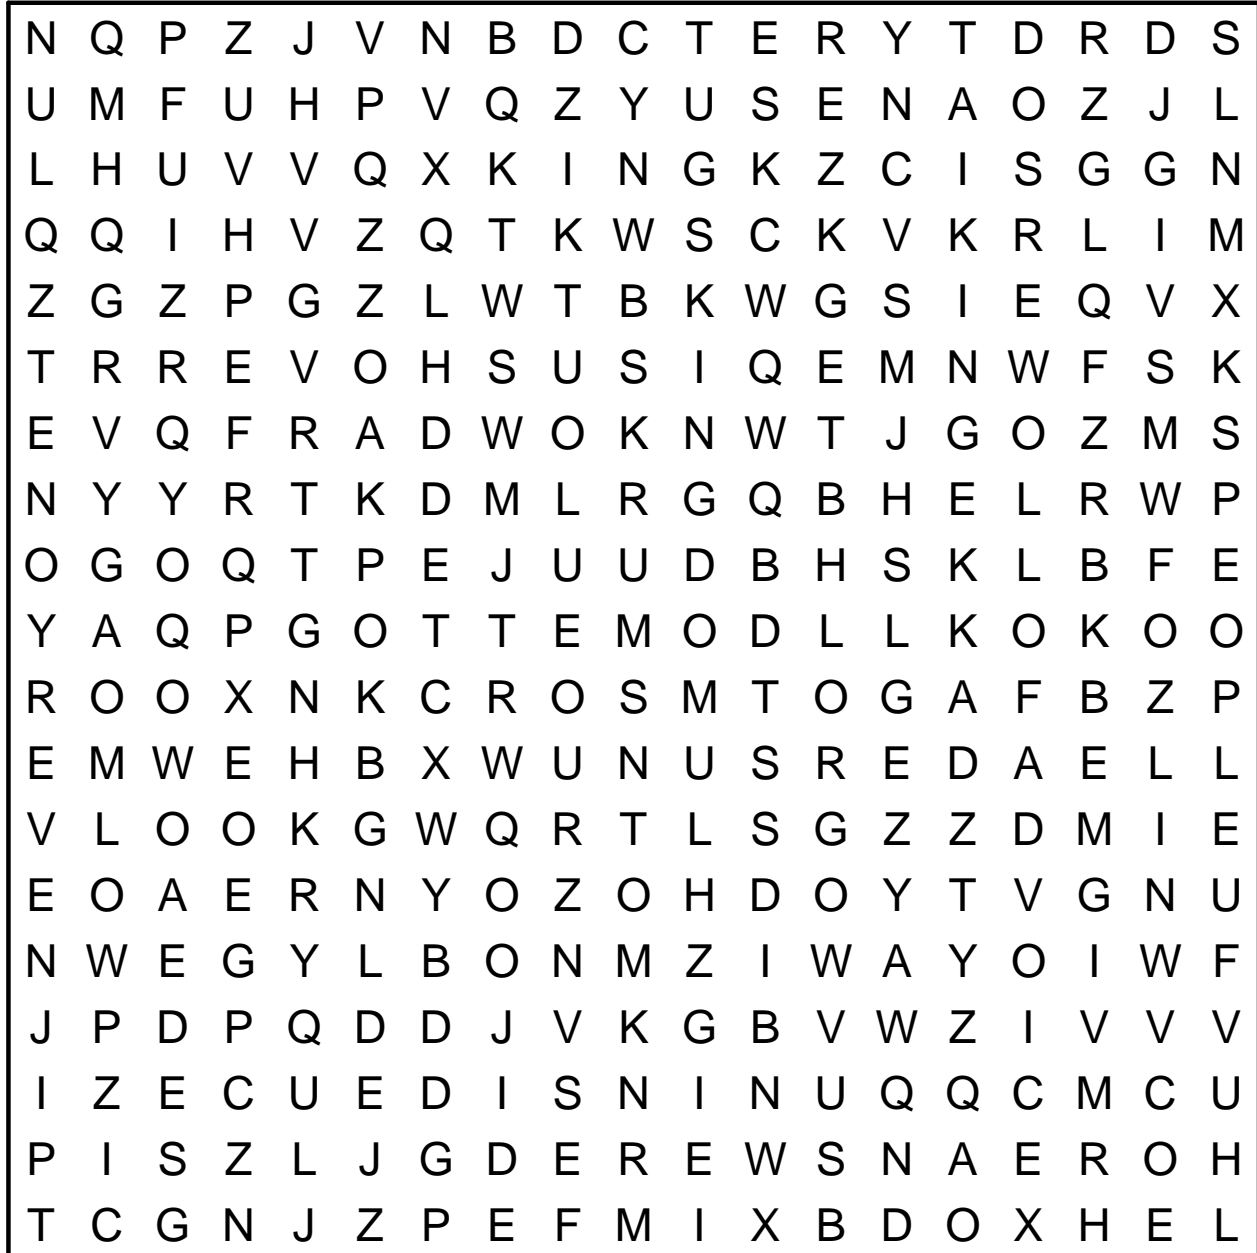 N Q P Z J V N B D C T E R Y T D R D S
U M F U H P V Q Z Y U S E N A O Z J L
L H U V V Q X K I N G K Z C I S G G N
Q Q I H V Z Q T K W S C K V K R L I M
Z G Z P G Z L W T B K W G S I E Q V X
T R R E V O H S U S I Q E M N W F S K
E V Q F R A D W O K N W T J G O Z M S
N Y Y R T K D M L R G Q B H E L R W P
O G O Q T P E J U U D B H S K L B F E
Y A Q P G O T T E M O D L L K O K O O
R O O X N K C R O S M T O G A F B Z P
E M W E H B X W U N U S R E D A E L L
V L O O K G W Q R T L S G Z Z D M I E
E O A E R N Y O Z O H D O Y T V G N U
N W E G Y L B O N M Z I W A Y O I W F
J P D P Q D D J V K G B V W Z I V V V
I Z E C U E D I S N I N U Q Q C M C U
P I S Z L J G D E R E W S N A E R O H
T C G N J Z P E F M I X B D O X H E L